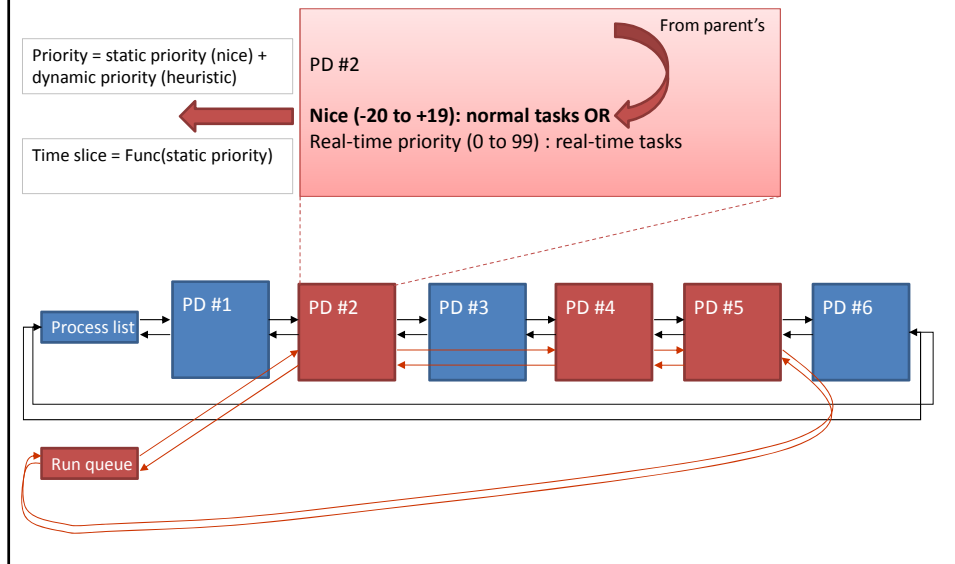 From parent’s
Priority = static priority (nice) +
dynamic priority (heuristic)
PD #2
Nice (-20 to +19): normal tasks OR
Real-time priority (0 to 99) : real-time tasks
Time slice = Func(static priority)
Process list
PD #1
PD #2
PD #3
PD #4
PD #5
PD #6
Run queue